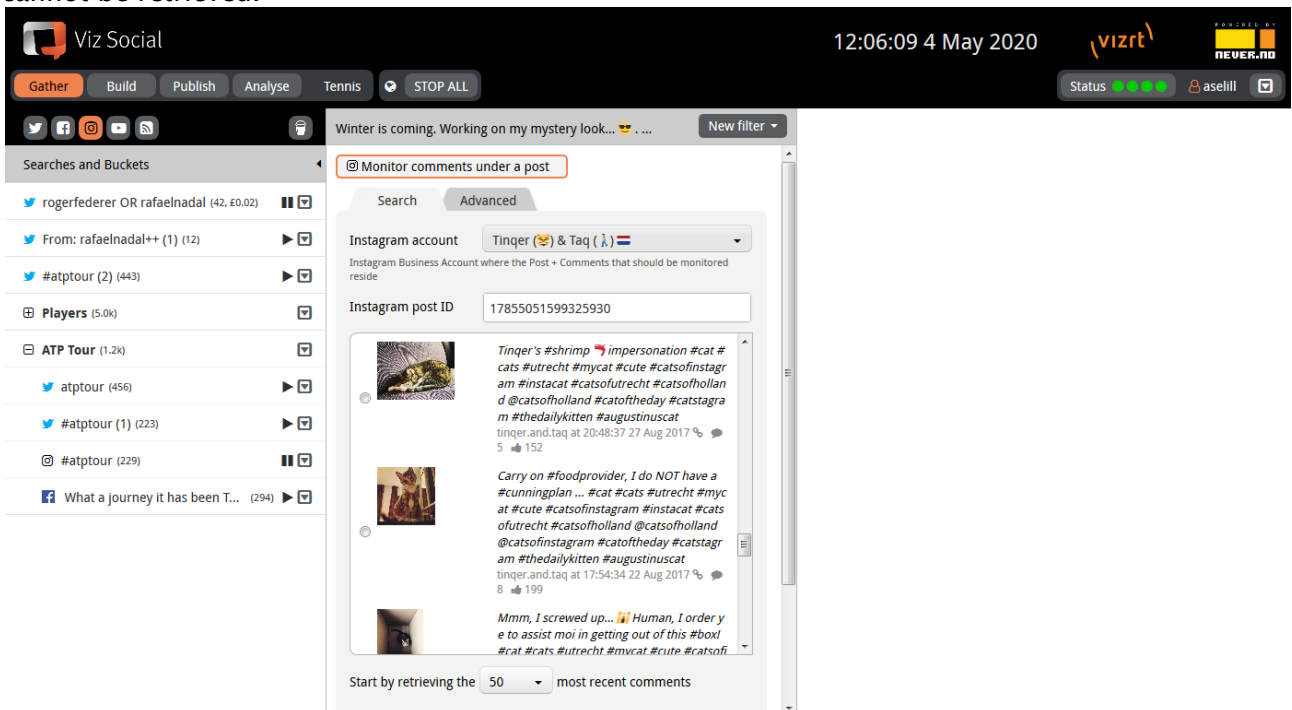 cannot be retrieved.
Viz Social
12:06:09 4 May 2020
vizrt
POWERED BY
never.no
Gather Build Publish Analyse Tennis STOP ALL
Status aselill
Winter is coming. Working on my mystery look... 😎 . ...
New filter
Searches and Buckets
Monitor comments under a post
rogerfederer OR rafaelnadal (42, £0.02)
From: rafaelnadal++ (1) (12)
#atptour (2) (443)
Players (5.0k)
ATP Tour (1.2k)
atptour (456)
#atptour (1) (223)
#atptour (229)
What a journey it has been T... (294)
Search Advanced
Instagram account
Tinqer (😸) & Taq (🚶) 🇳🇱
Instagram Business Account where the Post + Comments that should be monitored
reside
Instagram post ID
17855051599325930
Tinqer's #shrimp 🦐 impersonation #cat #
cats #utrecht #mycat #cute #catsofinstagr
am #instacat #catsofutrecht #catsofhollan
d @catsofholland #catoftheday #catstagra
m #thedailykitten #augustinuscat
tinqer.and.taq at 20:48:37 27 Aug 2017
5 152
Carry on #foodprovider, I do NOT have a
#cunningplan ... #cat #cats #utrecht #myc
at #cute #catsofinstagram #instacat #cats
ofutrecht #catsofholland @catsofholland
@catsofinstagram #catoftheday #catstagr
am #thedailykitten #augustinuscat
tinqer.and.taq at 17:54:34 22 Aug 2017
8 199
Mmm, I screwed up... 🙀 Human, I order y
e to assist moi in getting out of this #box!
#cat #cats #utrecht #mycat #cute #catsofi
Start by retrieving the 50 most recent comments